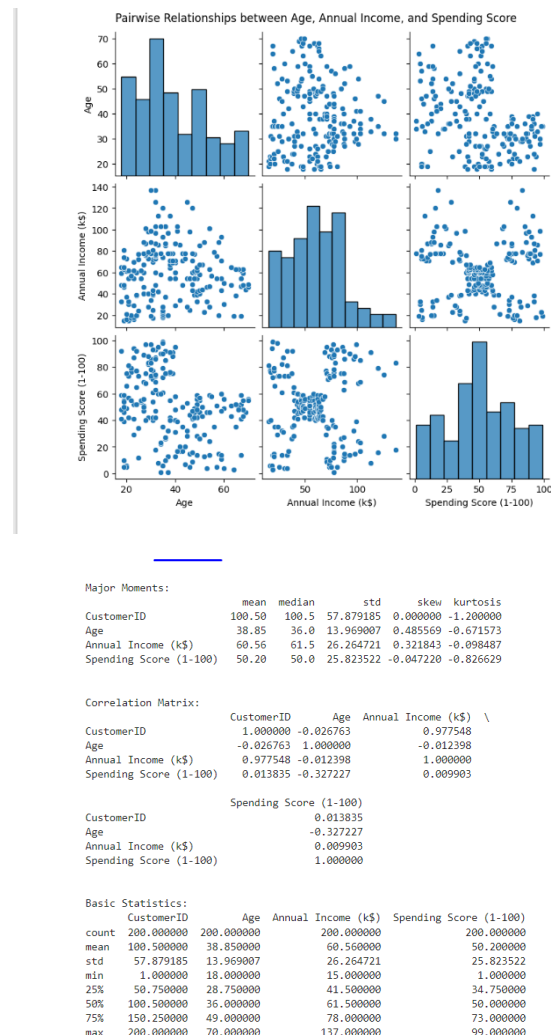 Pairwise Relationships between Age, Annual Income, and Spending Score
70
60
50
40
30
20
Age
140
120
100
80
60
40
20
Annual Income (k$)
100
80
60
40
20
0
Spending Score (1-100)
20 40 60
50 100
0 25 50 75 100
Age Annual Income (k$) Spending Score (1-100)
Major Moments:
mean median std skew kurtosis
CustomerID 100.50 100.5 57.879185 0.000000 -1.200000
Age 38.85 36.0 13.969007 0.485569 -0.671573
Annual Income (k$) 60.56 61.5 26.264721 0.321843 -0.098487
Spending Score (1-100) 50.20 50.0 25.823522 -0.047220 -0.826629
Correlation Matrix:
CustomerID Age Annual Income (k$) \
CustomerID 1.000000 -0.026763 0.977548
Age -0.026763 1.000000 -0.012398
Annual Income (k$) 0.977548 -0.012398 1.000000
Spending Score (1-100) 0.013835 -0.327227 0.009903
Spending Score (1-100)
CustomerID 0.013835
Age -0.327227
Annual Income (k$) 0.009903
Spending Score (1-100) 1.000000
Basic Statistics:
CustomerID Age Annual Income (k$) Spending Score (1-100)
count 200.000000 200.000000 200.000000 200.000000
mean 100.500000 38.850000 60.560000 50.200000
std 57.879185 13.969007 26.264721 25.823522
min 1.000000 18.000000 15.000000 1.000000
25% 50.750000 28.750000 41.500000 34.750000
50% 100.500000 36.000000 61.500000 50.000000
75% 150.250000 49.000000 78.000000 73.000000
max 200.000000 70.000000 137.000000 99.000000